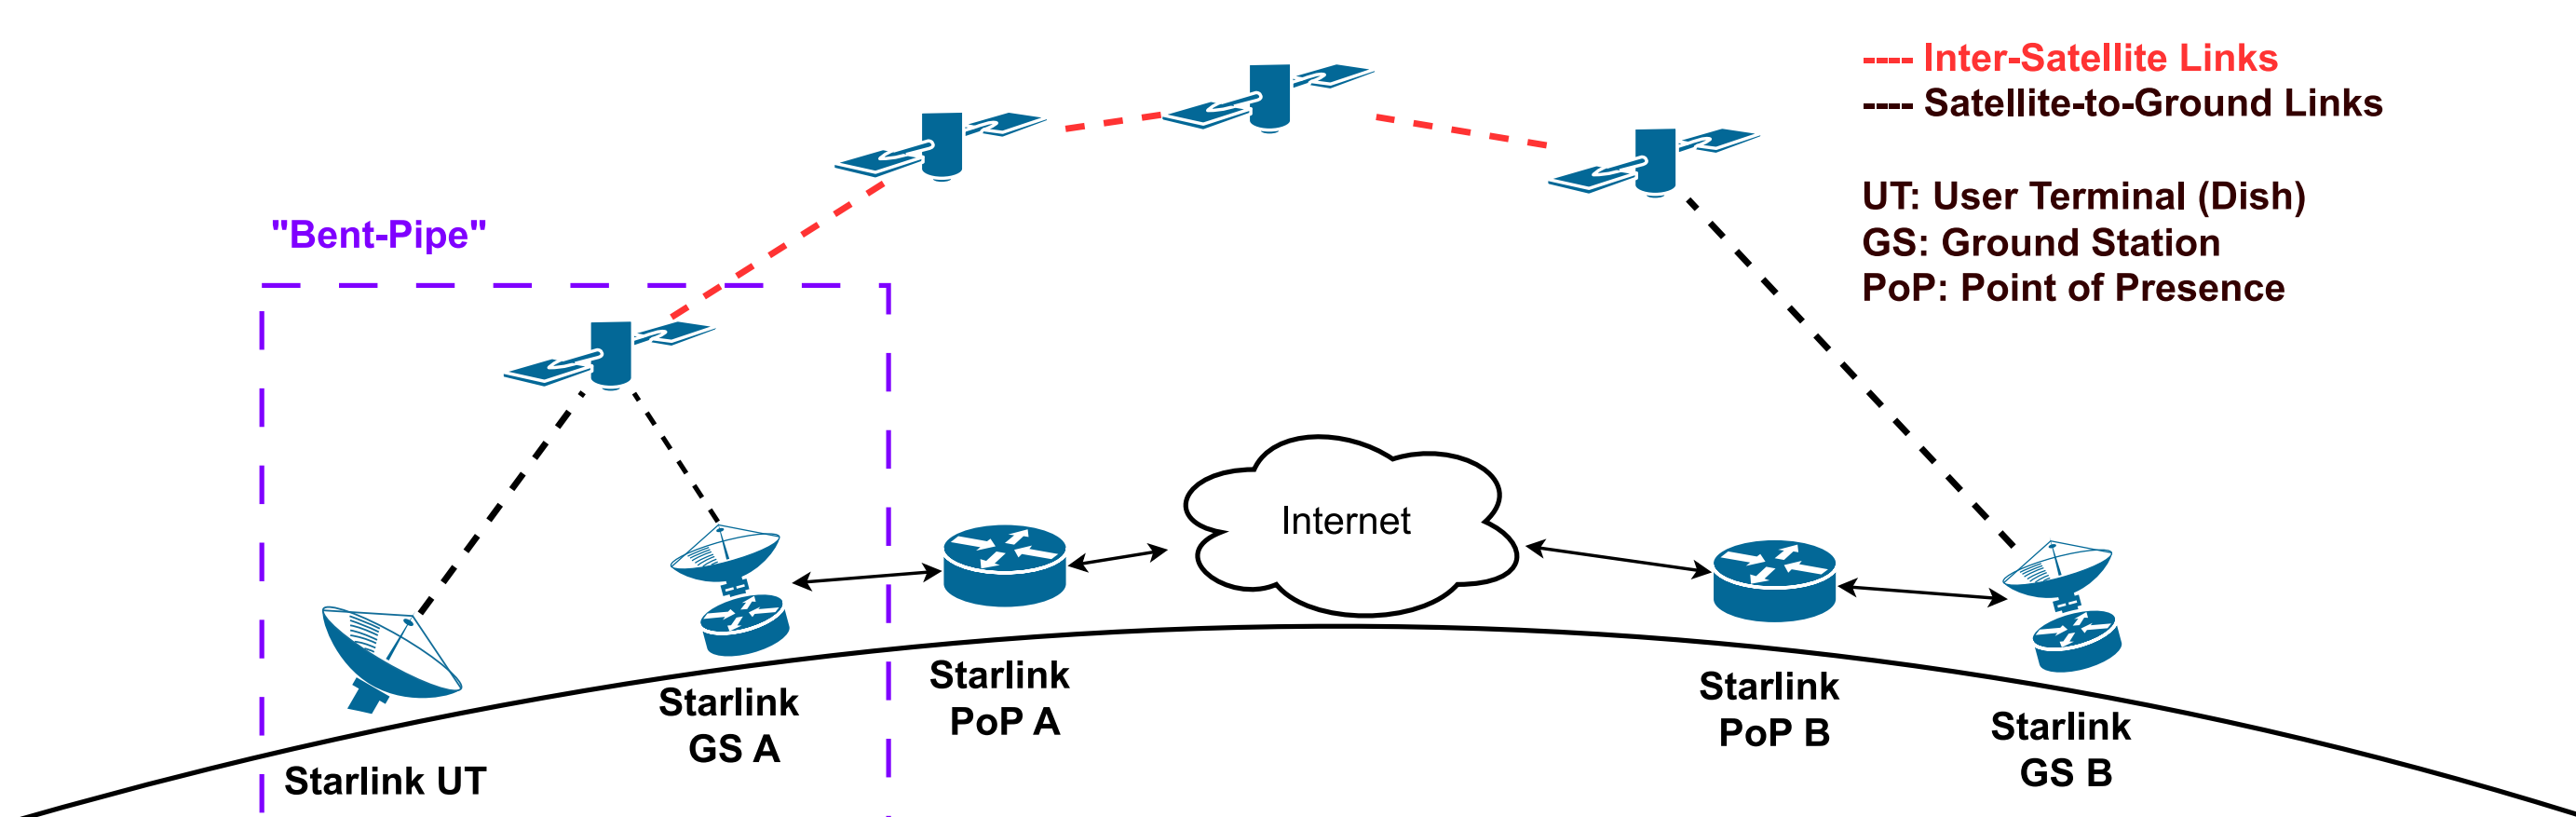 ---- Inter-Satellite Links
---- Satellite-to-Ground Links
UT: User Terminal (Dish)
GS: Ground Station
PoP: Point of Presence
"Bent-Pipe"
Internet
Starlink UT
Starlink
GS A
Starlink
PoP A
Starlink
PoP B
Starlink
GS B